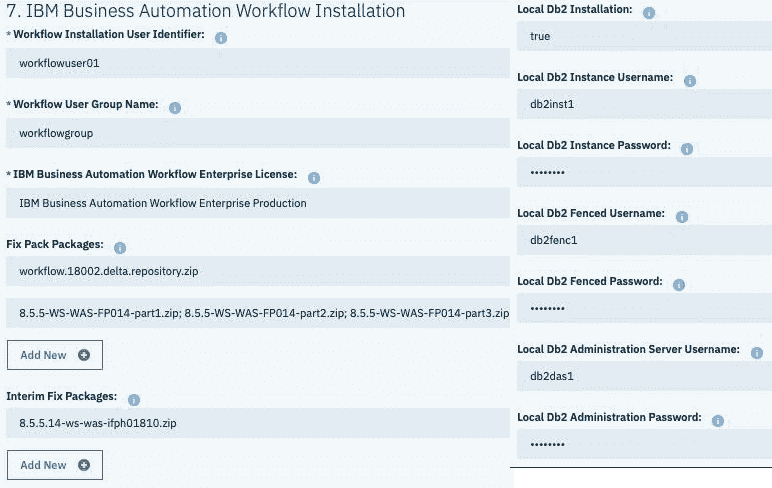 7. IBM Business Automation Workflow Installation
* Workflow Installation User Identifier:
workflowuser01
* Workflow User Group Name:
workflowgroup
* IBM Business Automation Workflow Enterprise License:
IBM Business Automation Workflow Enterprise Production
Fix Pack Packages:
workflow.18002.delta.repository.zip
8.5.5-WS-WAS-FP014-part1.zip; 8.5.5-WS-WAS-FP014-part2.zip; 8.5.5-WS-WAS-FP014-part3.zip
Add New
Interim Fix Packages:
8.5.5.14-ws-was-ifph01810.zip
Add New
Local Db2 Installation:
true
Local Db2 Instance Username:
db2inst1
Local Db2 Instance Password:
••••••••
Local Db2 Fenced Username:
db2fenc1
Local Db2 Fenced Password:
••••••••
Local Db2 Administration Server Username:
db2das1
Local Db2 Administration Password:
••••••••